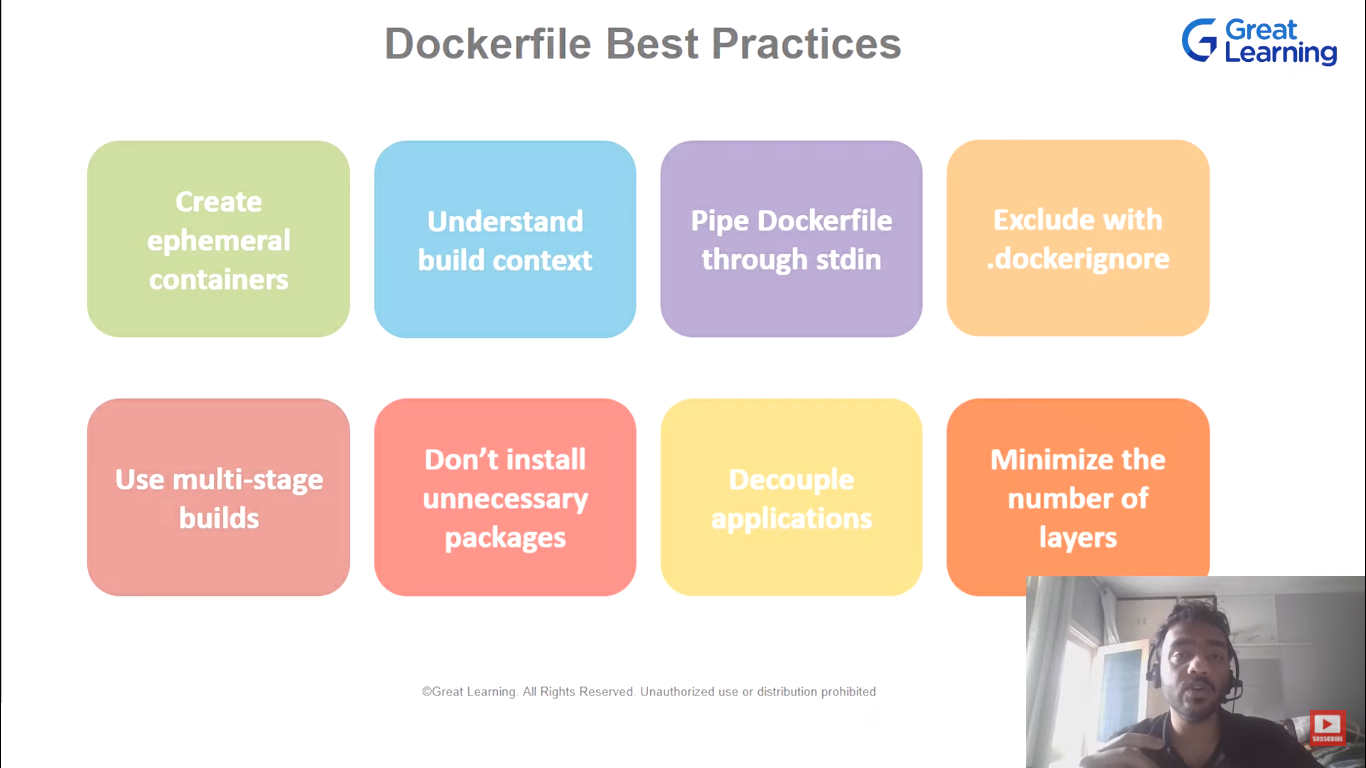 Dockerfile Best Practices
Great
Learning
Create
ephemeral
containers
Understand
build context
Pipe Dockerfile
through stdin
Exclude with
.dockerignore
Use multi-stage
builds
Don’t install
unnecessary
packages
Decouple
applications
Minimize the
number of
layers
©Great Learning. All Rights Reserved. Unauthorized use or distribution prohibited
SUBSCRIBE